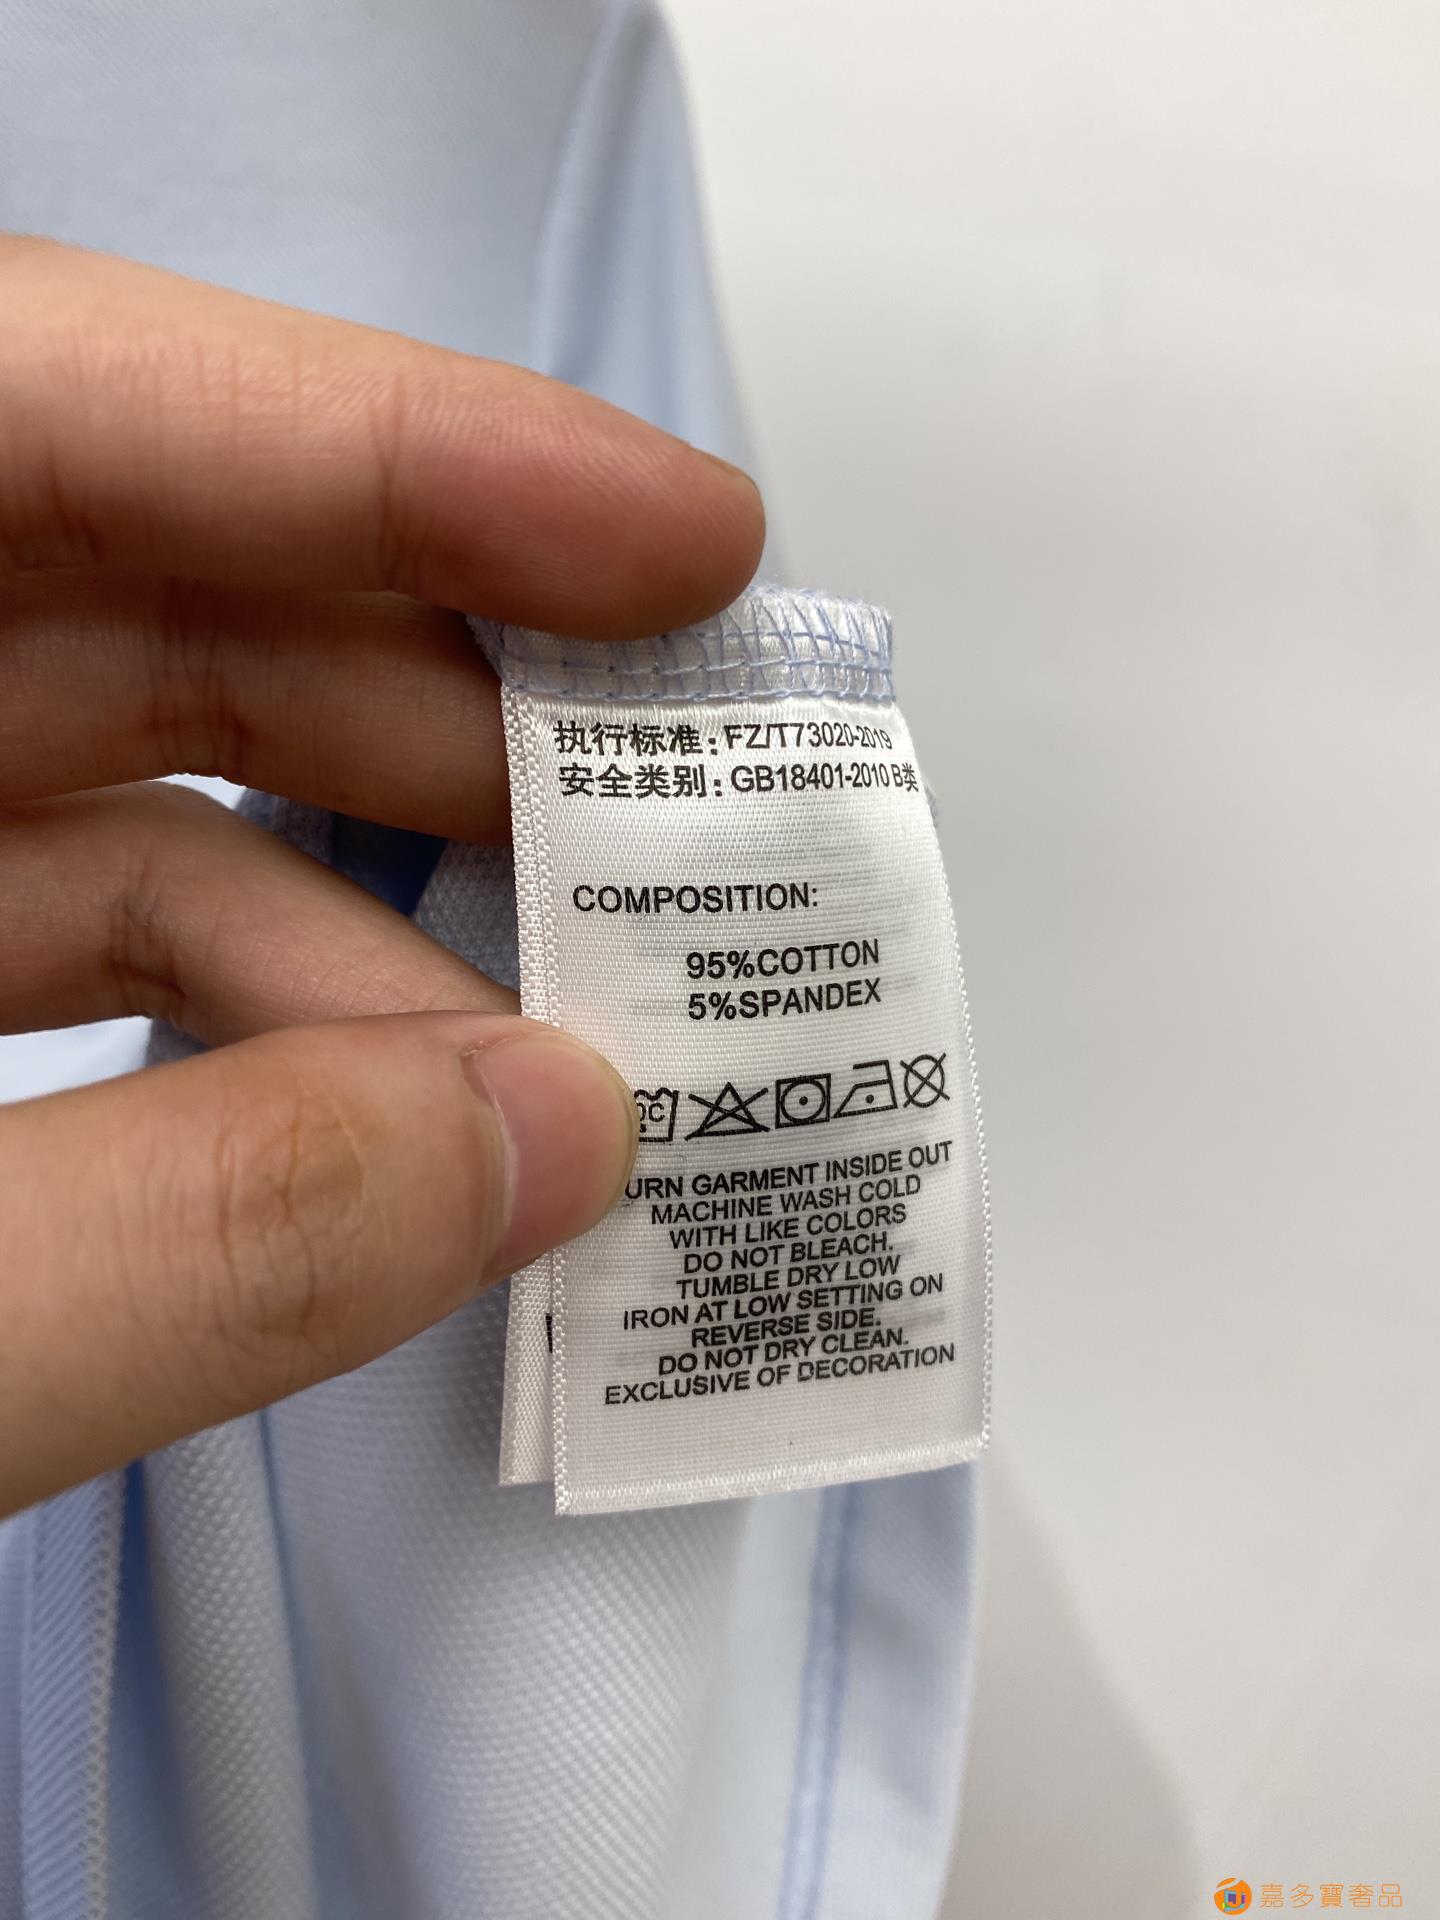 执行标准：FZ/T73020-2019
安全类别：GB18401-2010 B类
COMPOSITION:
95%COTTON
5%SPANDEX
URN GARMENT INSIDE OUT
MACHINE WASH COLD
WITH LIKE COLORS
DO NOT BLEACH.
TUMBLE DRY LOW
IRON AT LOW SETTING ON
REVERSE SIDE.
DO NOT DRY CLEAN.
EXCLUSIVE OF DECORATION
嘉多寶奢品